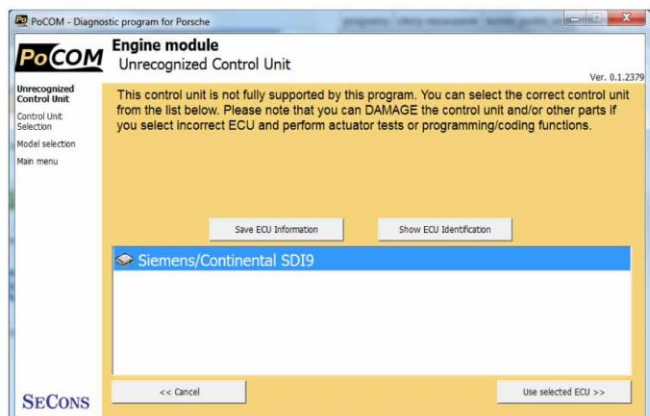 PoCOM - Diagnostic program for Porsche
PoCOM
Engine module
Unrecognized Control Unit
Ver. 0.1.2379
Unrecognized
Control Unit
Control Unit
Selection
Model selection
Main menu
This control unit is not fully supported by this program. You can select the correct control unit
from the list below. Please note that you can DAMAGE the control unit and/or other parts if
you select incorrect ECU and perform actuator tests or programming/coding functions.
Save ECU Information
Show ECU Identification
Siemens/Continental SDI9
<< Cancel
Use selected ECU >>
SECONS